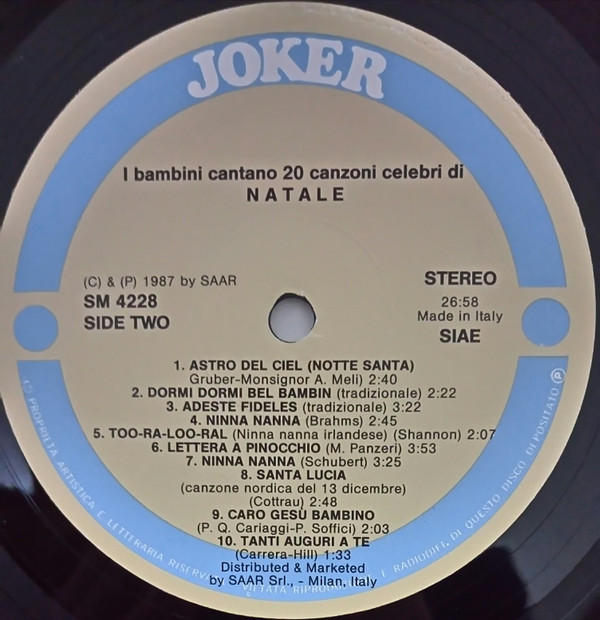 JOKER
I bambini cantano 20 canzoni celebri di
NATALE
(C) & (P) 1987 by SAAR
SM 4228
SIDE TWO
STEREO
26:58
Made in Italy
SIAE
1. ASTRO DEL CIEL (NOTTE SANTA)
Gruber-Monsignor A. Meli) 2:40
2. DORMI DORMI BEL BAMBIN (tradizionale) 2:22
3. ADESTE FIDELES (tradizionale) 3:22
4. NINNA NANNA (Brahms) 2:45
5. TOO-RA-LOO-RAL (Ninna nanna irlandese) (Shannon) 2:07
6. LETTERA A PINOCCHIO (M. Panzeri) 3:53
7. NINNA NANNA (Schubert) 3:25
8. SANTA LUCIA
(canzone nordica del 13 dicembre)
(Cottrau) 2:48
9. CARO GESÙ BAMBINO
(P. Q. Cariaggi-P. Soffici) 2:03
10. TANTI AUGURI A TE
(Carrera-Hill) 1:33
Distributed & Marketed
by SAAR Srl., - Milan, Italy
PROPRIETÀ ARTISTICA E LETTERARIA VIETATA E RADIODIFF. DI QUESTO DISCO DEPOSITATO Ⓟ